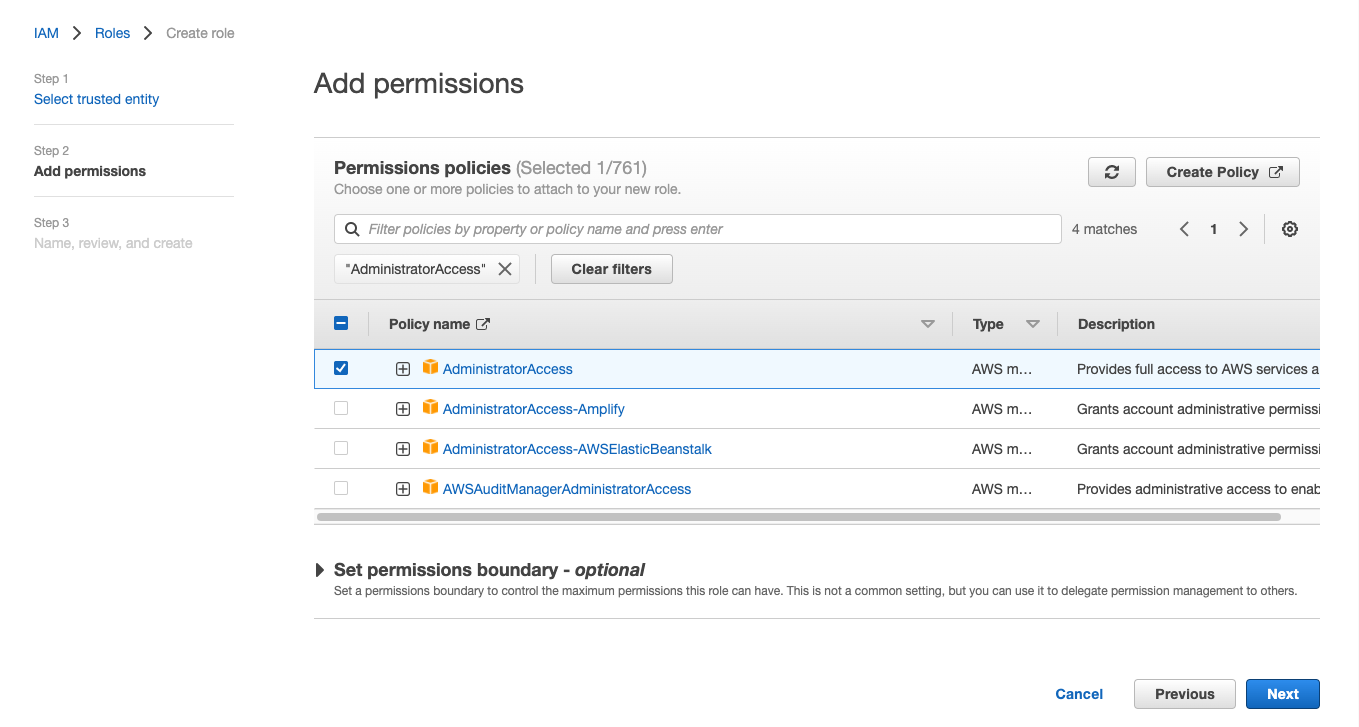 IAM > Roles > Create role
Step 1
Select trusted entity
Step 2
Add permissions
Step 3
Name, review, and create
Add permissions
Permissions policies (Selected 1/761)
Choose one or more policies to attach to your new role.
Create Policy
Filter policies by property or policy name and press enter
4 matches
1
"AdministratorAccess"
Clear filters
Policy name Type Description
AdministratorAccess AWS m... Provides full access to AWS services a
AdministratorAccess-Amplify AWS m... Grants account administrative permissi
AdministratorAccess-AWSElasticBeanstalk AWS m... Grants account administrative permissi
AWSAuditManagerAdministratorAccess AWS m... Provides administrative access to enab
Set permissions boundary - optional
Set a permissions boundary to control the maximum permissions this role can have. This is not a common setting, but you can use it to delegate permission management to others.
Cancel Previous Next